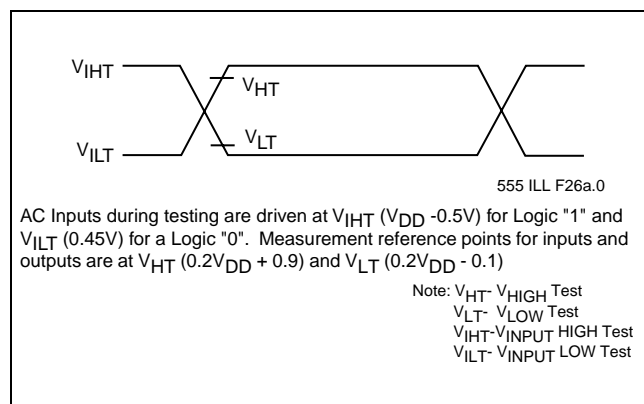 VIHT
VHT
VLT
VILT
555 ILL F26a.0
AC Inputs during testing are driven at VIHT (VDD -0.5V) for Logic "1" and
VILT (0.45V) for a Logic "0".  Measurement reference points for inputs and
outputs are at VHT (0.2VDD + 0.9) and VLT (0.2VDD - 0.1)
Note: VHT- VHIGH Test
VLT- VLOW Test
VIHT-VINPUT HIGH Test
VILT- VINPUT LOW Test